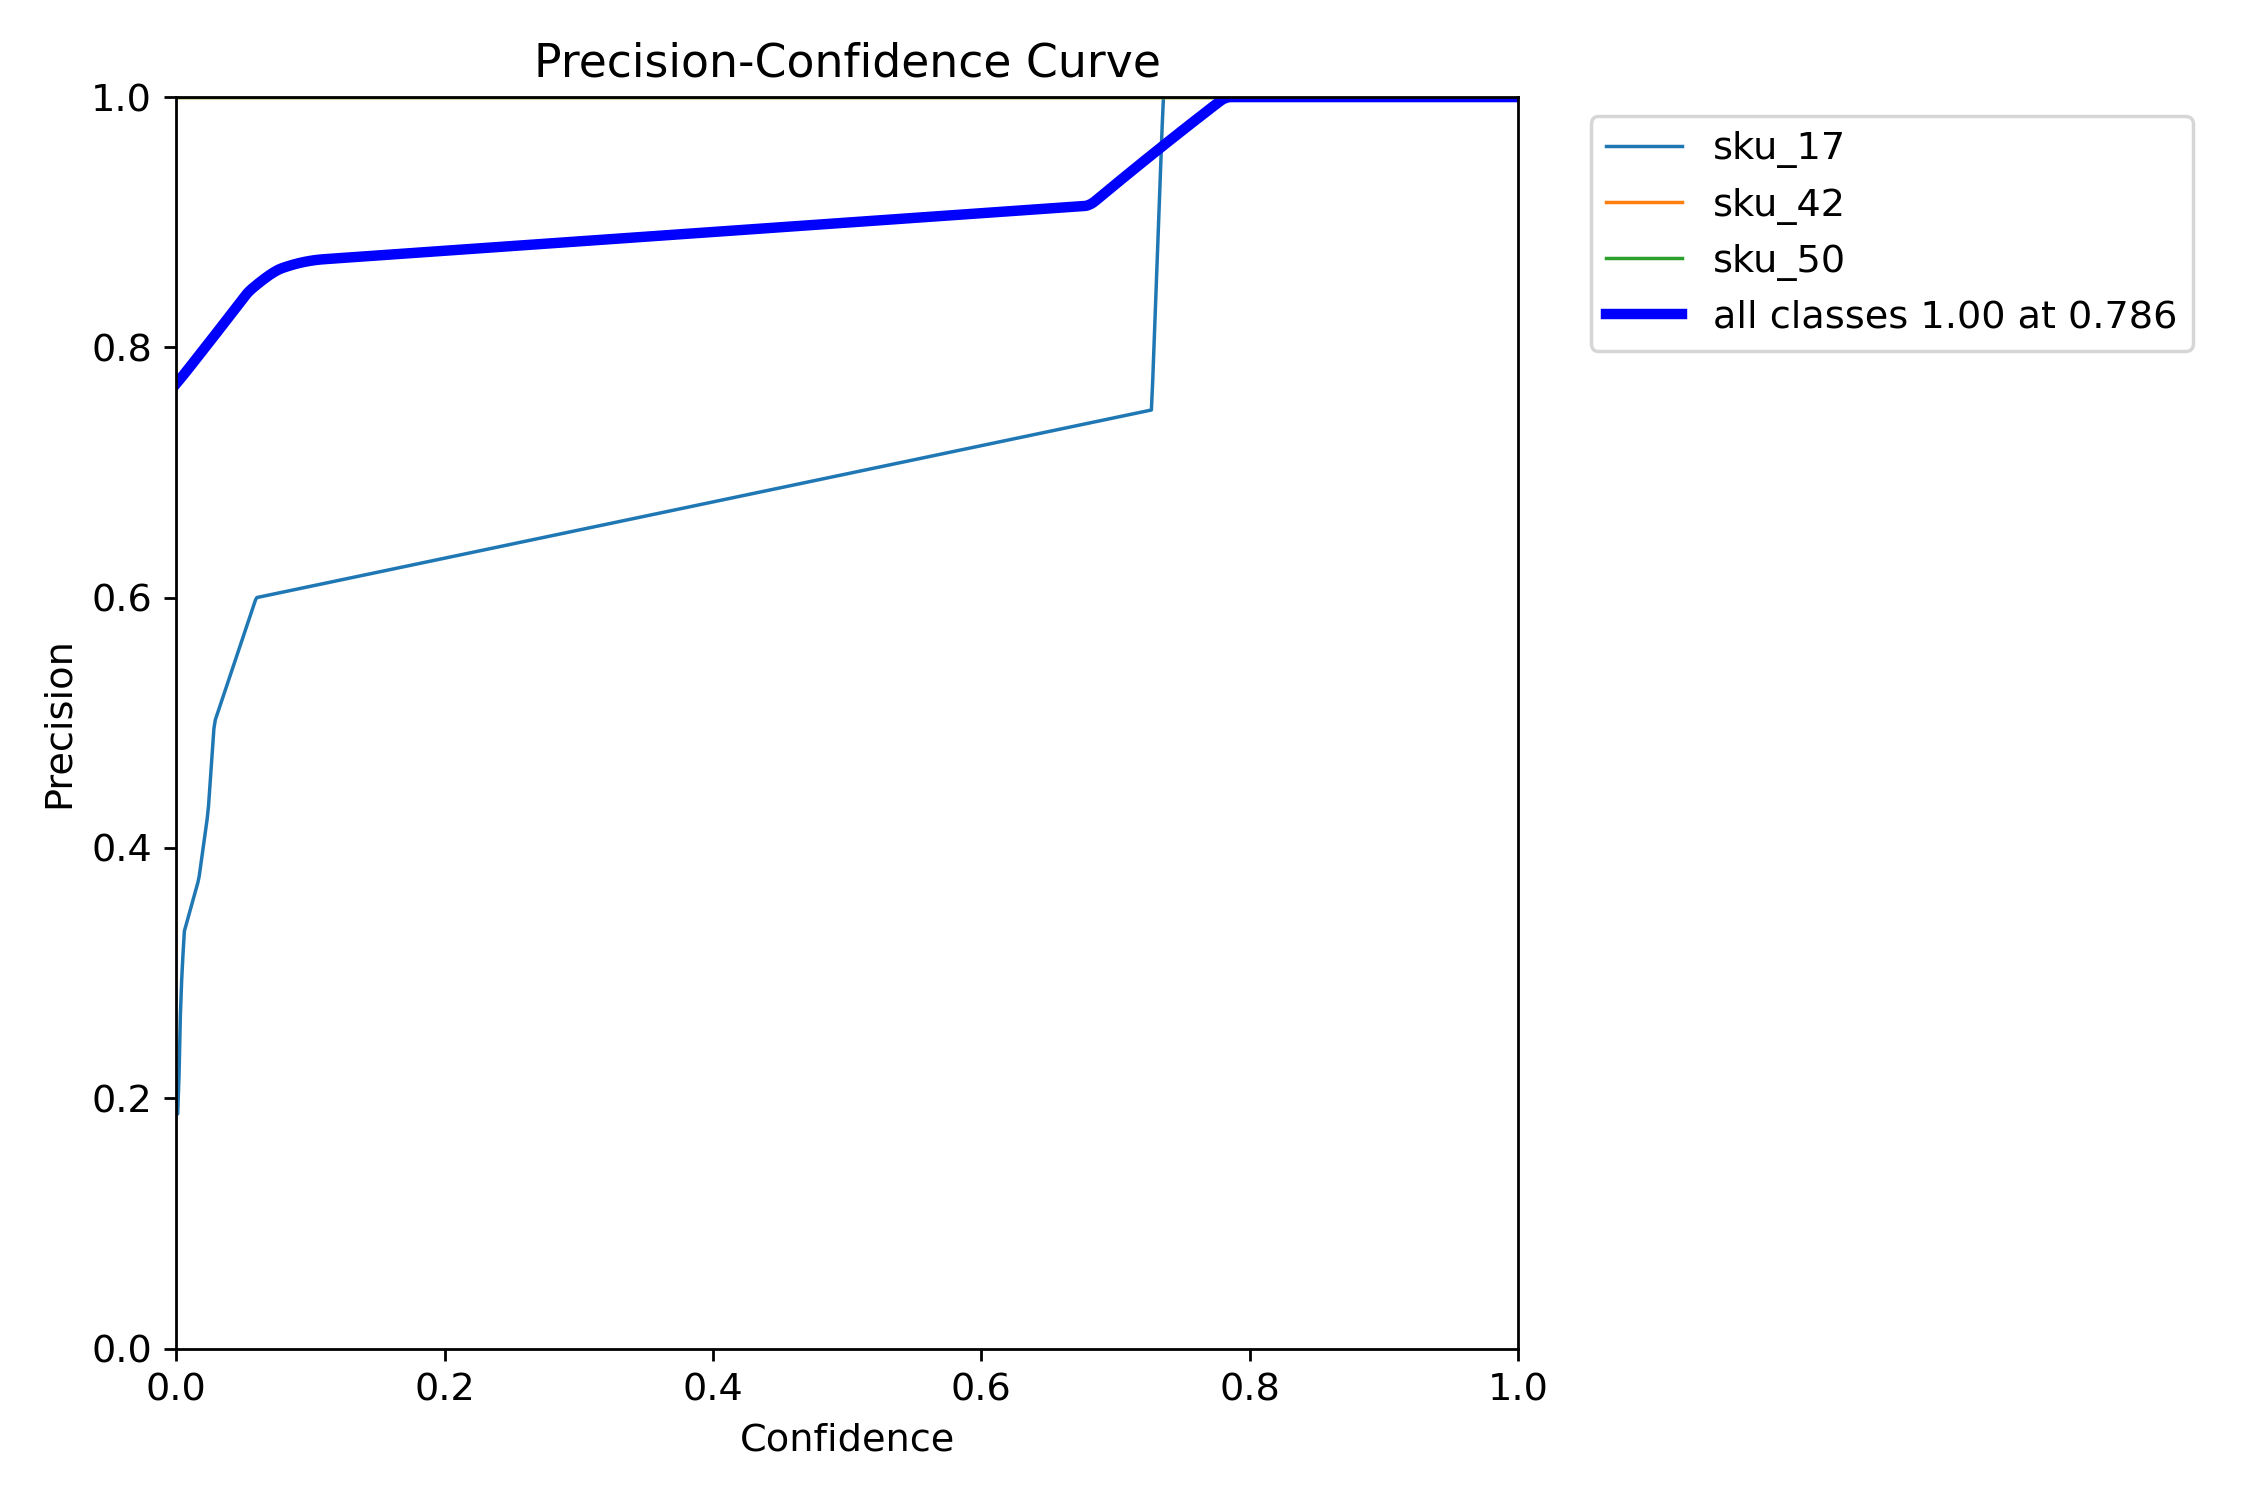 Precision-Confidence Curve
1.0
0.8
0.6
0.4
0.2
0.0
Precision
0.0 0.2 0.4 0.6 0.8 1.0
Confidence
sku_17
sku_42
sku_50
all classes 1.00 at 0.786